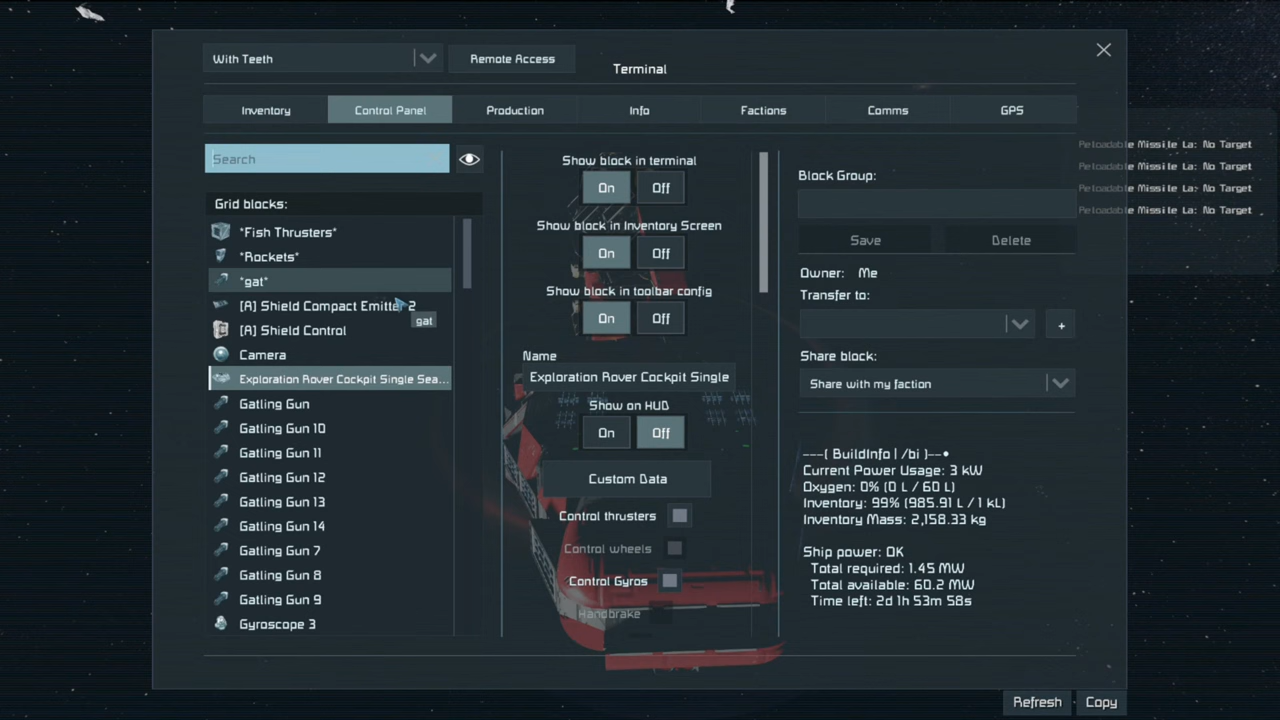 With Teeth
Remote Access
Terminal
Inventory
Control Panel
Production
Info
Factions
Comms
GPS
Search
Grid blocks:
*Fish Thrusters*
*Rockets*
*gat*
[A] Shield Compact Emitter 2
gat
[A] Shield Control
Camera
Exploration Rover Cockpit Single Sea...
Gatling Gun
Gatling Gun 10
Gatling Gun 11
Gatling Gun 12
Gatling Gun 13
Gatling Gun 14
Gatling Gun 7
Gatling Gun 8
Gatling Gun 9
Gyroscope 3
Show block in terminal
On Off
Show block in Inventory Screen
On Off
Show block in toolbar config
On Off
Name
Exploration Rover Cockpit Single
Show on HUD
On Off
Custom Data
Control thrusters
Control wheels
Control Gyros
Handbrake
Block Group:
Save
Delete
Owner: Me
Transfer to:
+
Share block:
Share with my faction
---( BuildInfo | /bi )--•
Current Power Usage: 3 kW
Oxygen: 0% (0 L / 60 L)
Inventory: 99% (985.91 L / 1 kL)
Inventory Mass: 2,158.33 kg
Ship power: OK
Total required: 1.45 MW
Total available: 60.2 MW
Time left: 2d 1h 53m 58s
Reloadable Missile La: No Target
Reloadable Missile La: No Target
Reloadable Missile La: No Target
Reloadable Missile La: No Target
Refresh
Copy